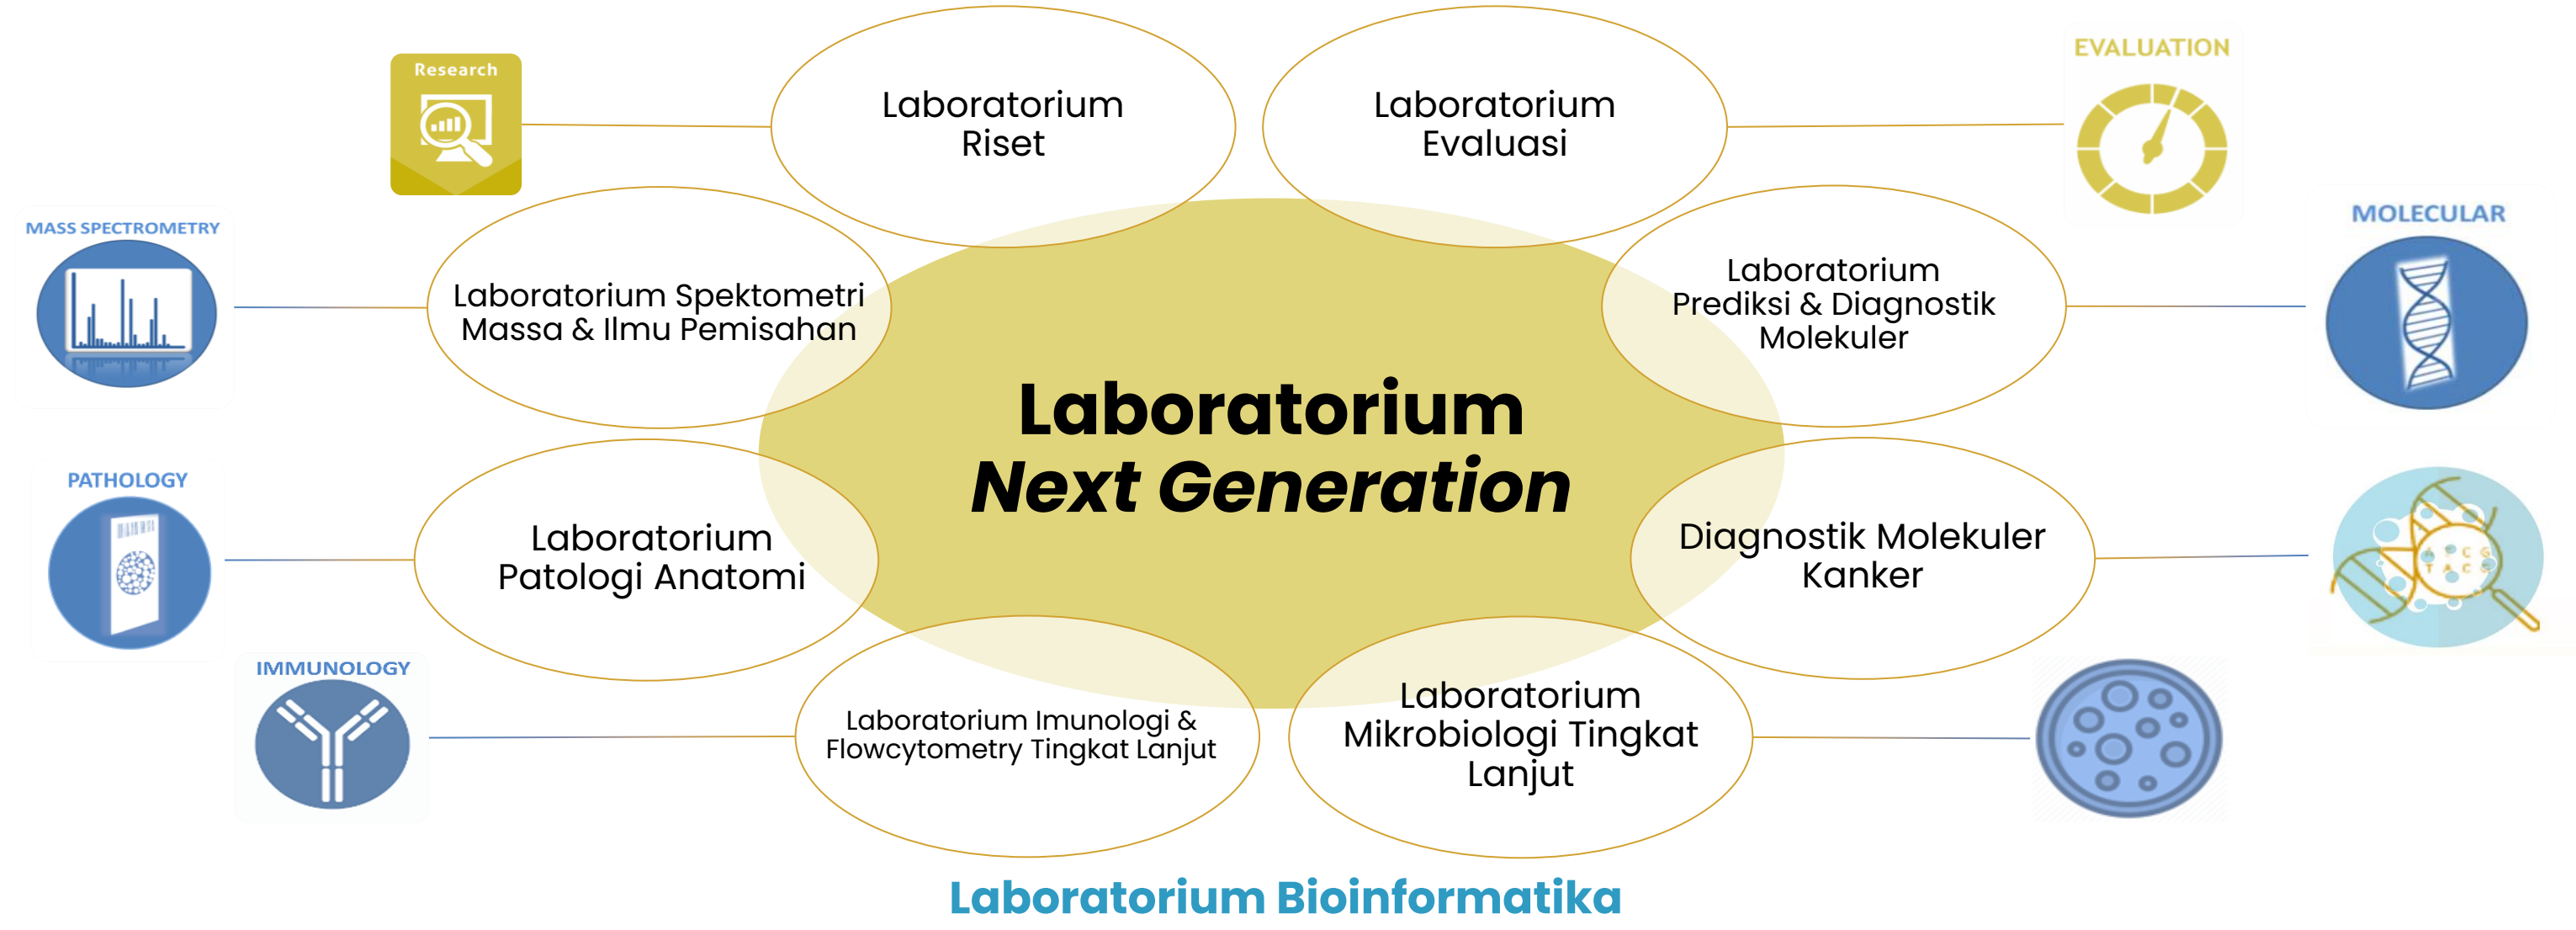 Research
Laboratorium
Riset
Laboratorium
Evaluasi
EVALUATION
MASS SPECTROMETRY
Laboratorium Spektometri
Massa & Ilmu Pemisahan
Laboratorium
Prediksi & Diagnostik
Molekuler
MOLECULAR
Laboratorium
Next Generation
PATHOLOGY
Laboratorium
Patologi Anatomi
Diagnostik Molekuler
Kanker
IMMUNOLOGY
Laboratorium Imunologi &
Flowcytometry Tingkat Lanjut
Laboratorium
Mikrobiologi Tingkat
Lanjut
Laboratorium Bioinformatika